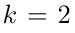 k = 2